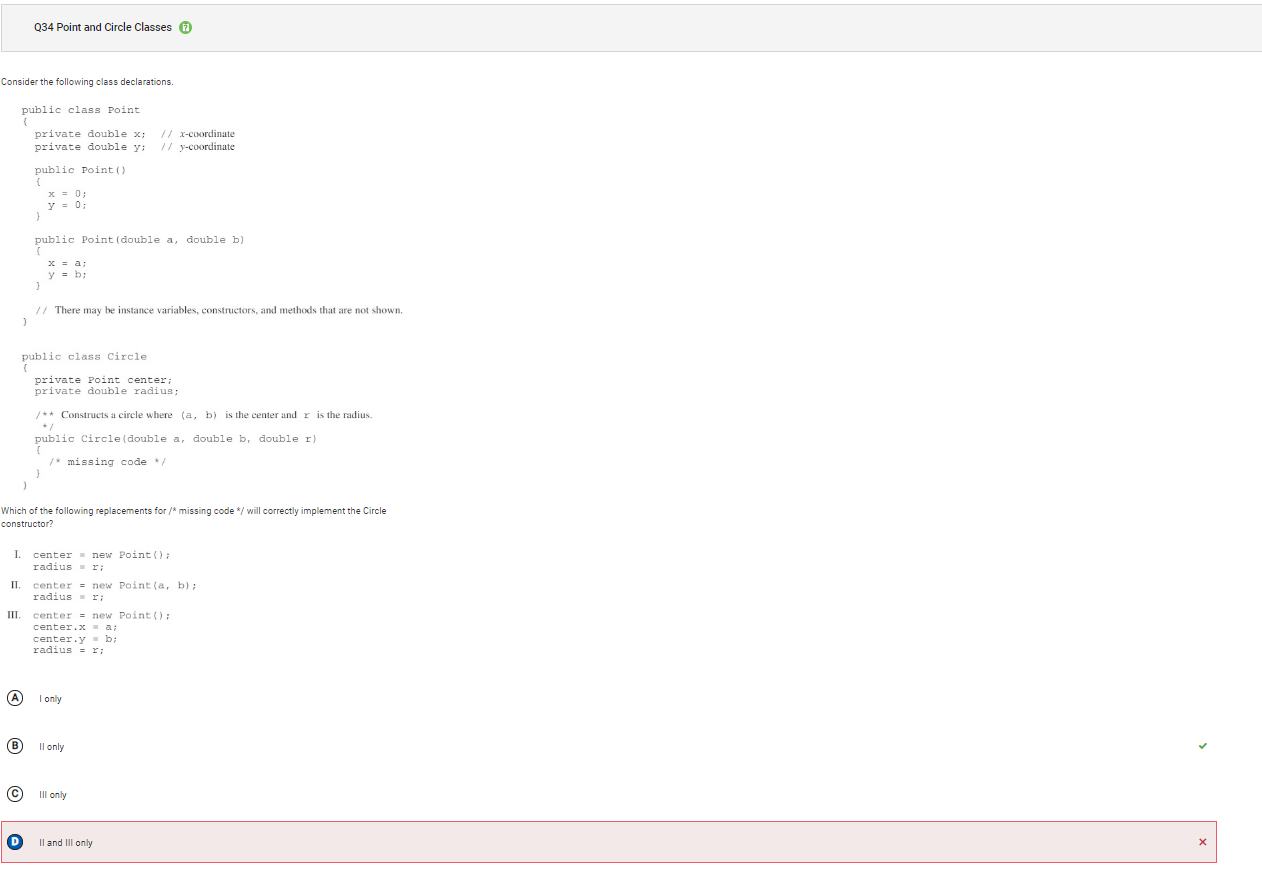 Q34 Point and Circle Classes
Consider the following class declarations.
public class Point
{
private double x; // x-coordinate
private double y; // y-coordinate
public Point()
{
x = 0;
y = 0;
}
public Point(double a, double b)
{
x = a;
y = b;
}
// There may be instance variables, constructors, and methods that are not shown.
}
public class Circle
{
private Point center;
private double radius;
/** Constructs a circle where (a, b) is the center and r is the radius.
*/
public Circle(double a, double b, double r)
{
/* missing code */
}
}
Which of the following replacements for /* missing code */ will correctly implement the Circle
constructor?
I. center = new Point();
radius = r;
II. center = new Point(a, b);
radius = r;
III. center = new Point();
center.x = a;
center.y = b;
radius = r;
A I only
B II only
C III only
D II and III only